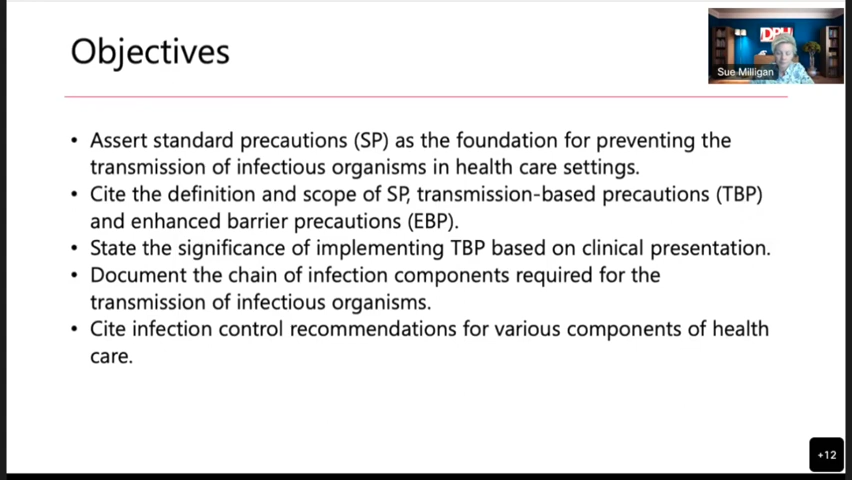 Objectives
DPH
Sue Milligan
• Assert standard precautions (SP) as the foundation for preventing the
transmission of infectious organisms in health care settings.
• Cite the definition and scope of SP, transmission-based precautions (TBP)
and enhanced barrier precautions (EBP).
• State the significance of implementing TBP based on clinical presentation.
• Document the chain of infection components required for the
transmission of infectious organisms.
• Cite infection control recommendations for various components of health
care.
+12